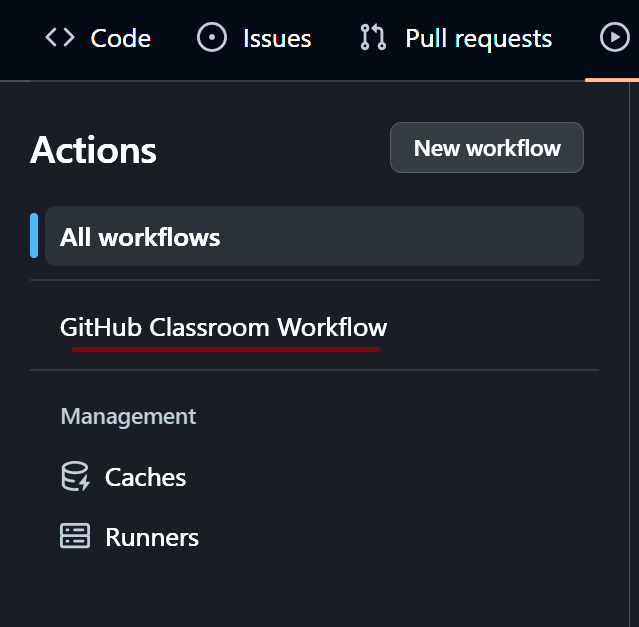 Code Issues Pull requests
Actions New workflow
All workflows
GitHub Classroom Workflow
Management
Caches
Runners